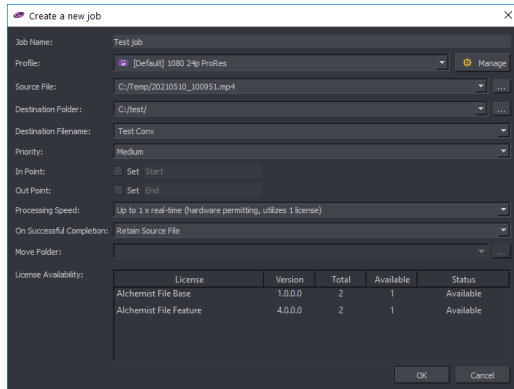 Create a new job
Job Name: Test job
Profile: [Default] 1080 24p ProRes Manage
Source File: C:/Temp/20210510_100951.mp4 ...
Destination Folder: C:/test/ ...
Destination Filename: Test Conv
Priority: Medium
In Point: Set Start
Out Point: Set End
Processing Speed: Up to 1 x real-time (hardware permitting, utilizes 1 license)
On Successful Completion: Retain Source File
Move Folder: ...
License Availability:
License Version Total Available Status
Alchemist File Base 1.0.0.0 2 1 Available
Alchemist File Feature 4.0.0.0 2 1 Available
OK Cancel